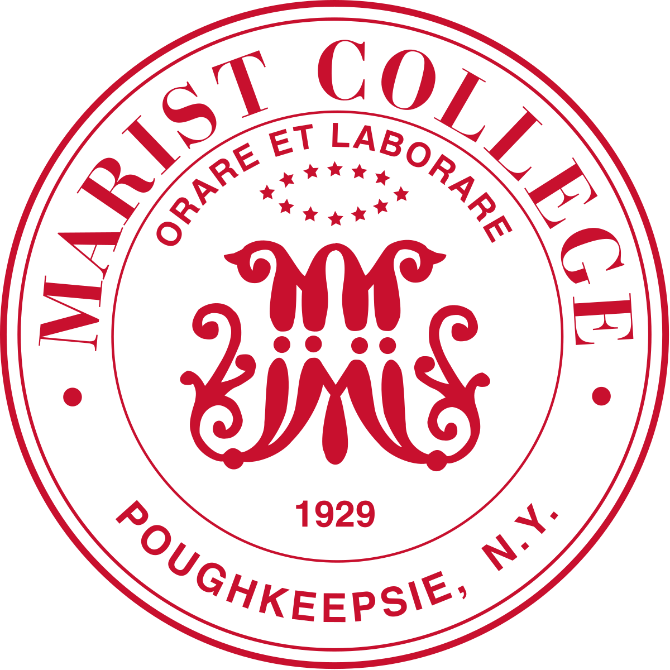 MARIST COLLEGE
ORARE ET LABORARE
1929
POUGHKEEPSIE, N.Y.